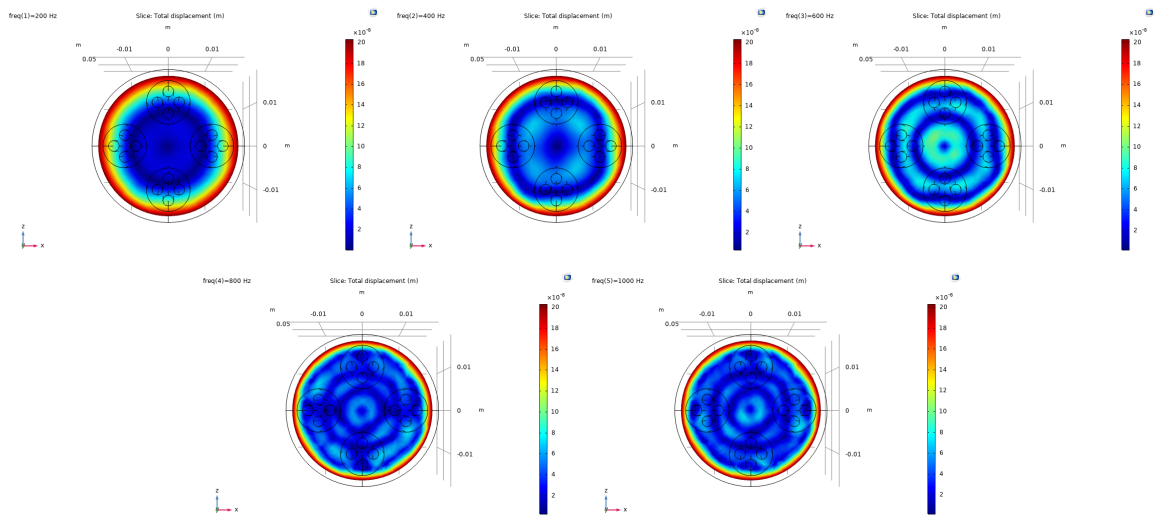 freq(1)=200 Hz Slice: Total displacement (m)
m
m -0.01 0 0.01
0.05
0.01
0 m
-0.01
z
y x
×10⁻⁶
20
18
16
14
12
10
8
6
4
2
freq(2)=400 Hz Slice: Total displacement (m)
m
m -0.01 0 0.01
0.05
0.01
0 m
-0.01
z
y x
×10⁻⁶
20
18
16
14
12
10
8
6
4
2
freq(3)=600 Hz Slice: Total displacement (m)
m
m -0.01 0 0.01
0.05
0.01
0 m
-0.01
z
y x
×10⁻⁶
20
18
16
14
12
10
8
6
4
2
freq(4)=800 Hz Slice: Total displacement (m)
m
m -0.01 0 0.01
0.05
0.01
0 m
-0.01
z
y x
×10⁻⁶
20
18
16
14
12
10
8
6
4
2
freq(5)=1000 Hz Slice: Total displacement (m)
m
m -0.01 0 0.01
0.05
0.01
0 m
-0.01
z
y x
×10⁻⁶
20
18
16
14
12
10
8
6
4
2